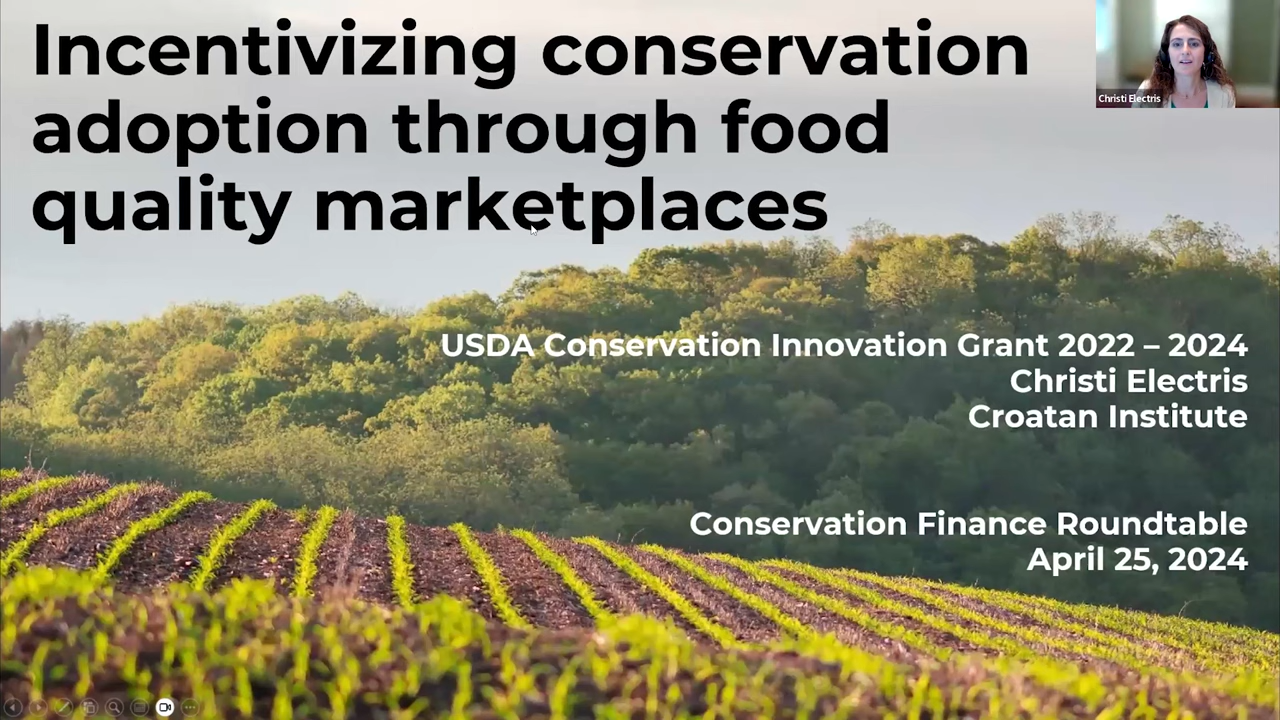 Incentivizing conservation
adoption through food
quality marketplaces
Christi Electris
USDA Conservation Innovation Grant 2022 – 2024
Christi Electris
Croatan Institute
Conservation Finance Roundtable
April 25, 2024